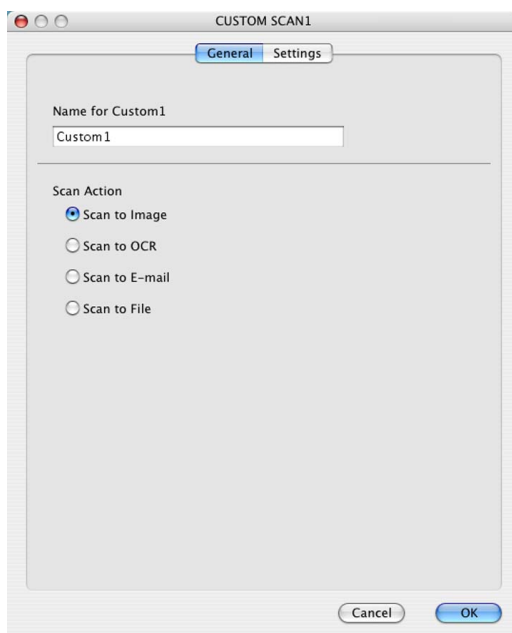 CUSTOM SCAN1
General Settings
Name for Custom1
Custom1
Scan Action
Scan to Image
Scan to OCR
Scan to E-mail
Scan to File
Cancel OK